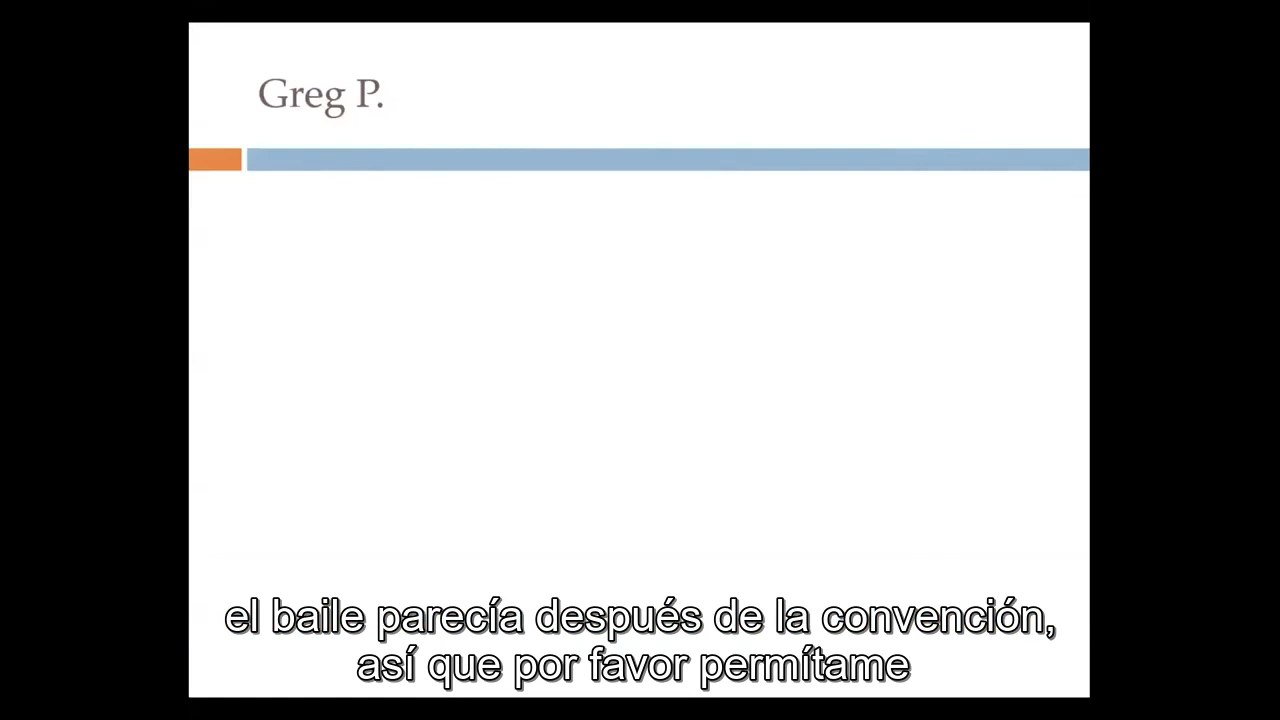 Greg P.
el baile parecía después de la convención,
así que por favor permítame